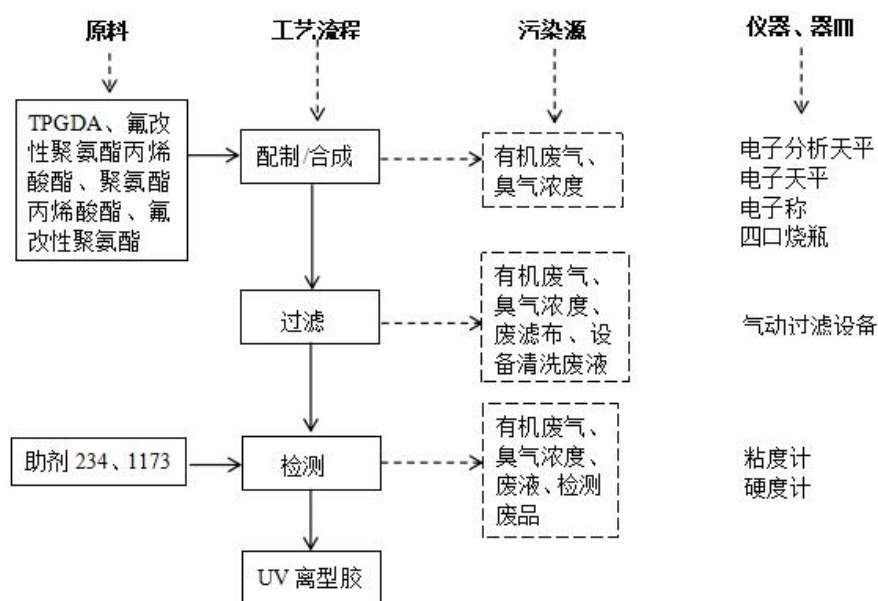 原料
工艺流程
污染源
仪器、器皿
TPGDA、氟改
性聚氨酯丙烯
酸酯、聚氨酯
丙烯酸酯、氟
改性聚氨酯
配制/合成
有机废气、
臭气浓度
电子分析天平
电子天平
电子称
四口烧瓶
过滤
有机废气、
臭气浓度、
废滤布、设
备清洗废液
气动过滤设备
助剂 234、1173
检测
有机废气、
臭气浓度、
废液、检测
废品
粘度计
硬度计
UV 离型胶